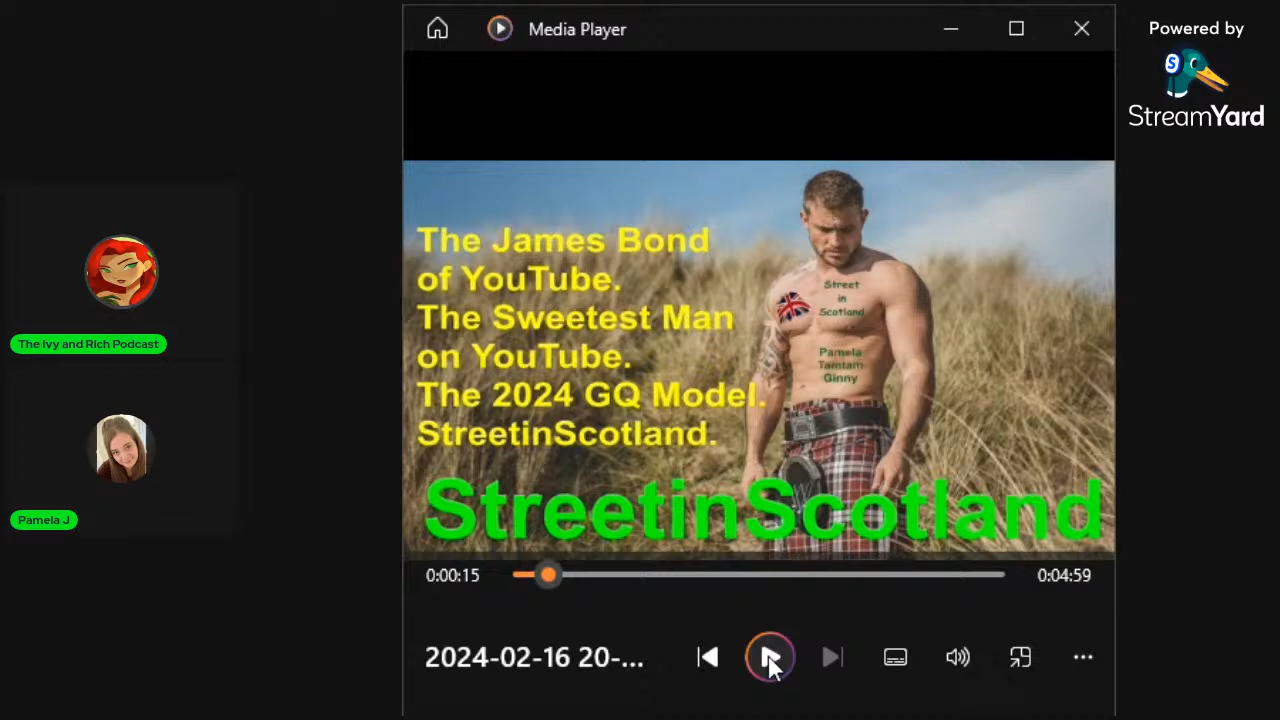 Media Player
Powered by
StreamYard
The James Bond
of YouTube.
The Sweetest Man
on YouTube.
The 2024 GQ Model.
StreetinScotland.
Street
in
Scotland
Pamela
Tamtam
Ginny
StreetinScotland
The Ivy and Rich Podcast
Pamela J
0:00:15
0:04:59
2024-02-16 20-...